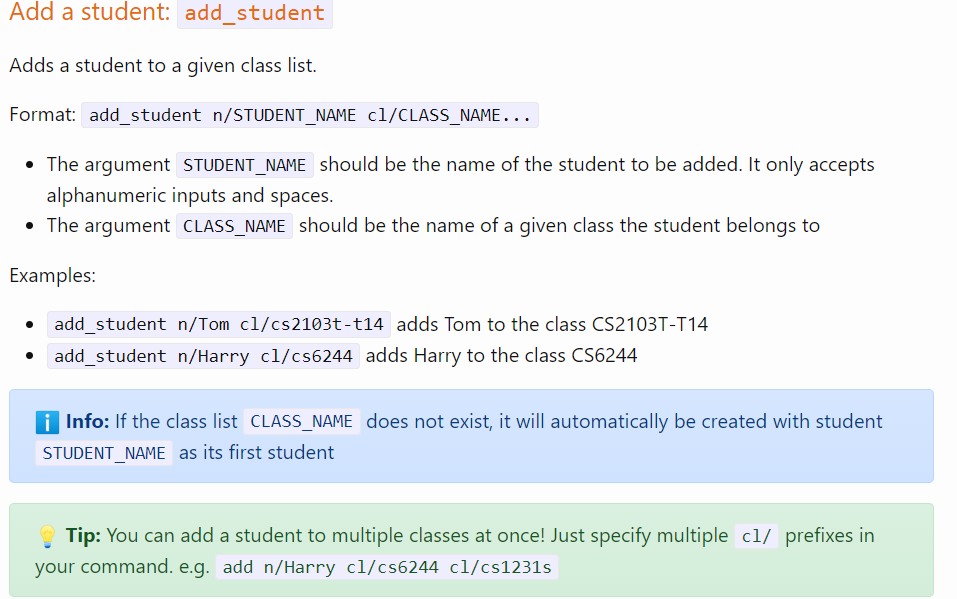 Add a student: add_student
Adds a student to a given class list.
Format: add_student n/STUDENT_NAME cl/CLASS_NAME...
The argument STUDENT_NAME should be the name of the student to be added. It only accepts
alphanumeric inputs and spaces.
The argument CLASS_NAME should be the name of a given class the student belongs to
Examples:
add_student n/Tom cl/cs2103t-t14 adds Tom to the class CS2103T-T14
add_student n/Harry cl/cs6244 adds Harry to the class CS6244
ℹ️ Info: If the class list CLASS_NAME does not exist, it will automatically be created with student
STUDENT_NAME as its first student
💡 Tip: You can add a student to multiple classes at once! Just specify multiple cl/ prefixes in
your command. e.g. add n/Harry cl/cs6244 cl/cs1231s